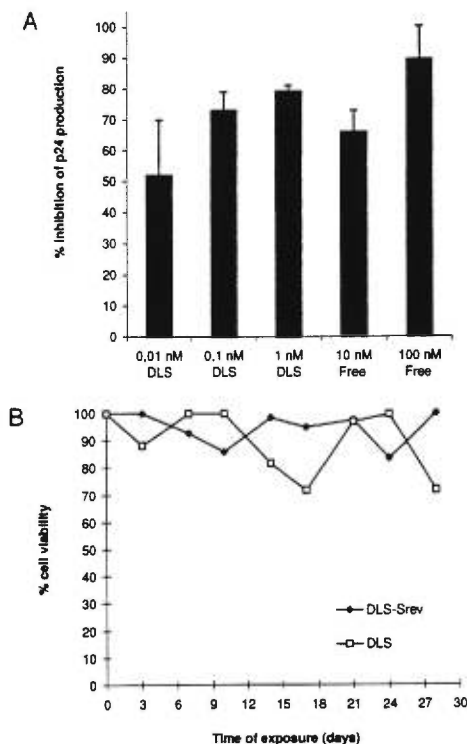 A
% inhibition of p24 production
100
90
80
70
60
50
40
30
20
10
0
0,01 nM 0,1 nM 1 nM 10 nM 100 nM
DLS DLS DLS Free Free
B
% cell viability
100
90
80
70
60
50
40
30
20
10
0
DLS-Srev
DLS
0 3 6 9 12 15 18 21 24 27 30
Time of exposure (days)